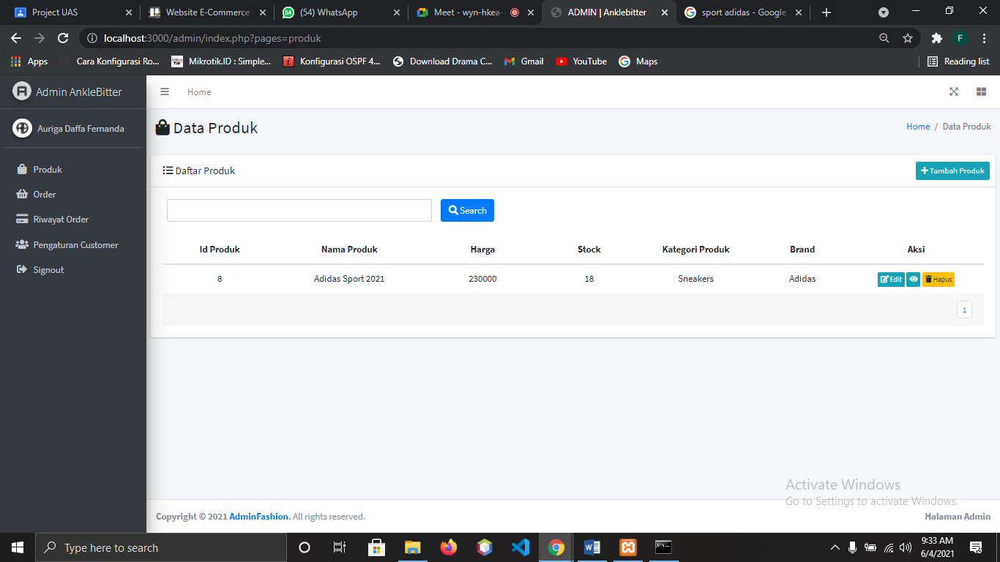 Project UAS
Website E-Commerce
(54) WhatsApp
Meet - wyn-hkea-
ADMIN | Anklebitter
sport adidas - Google
localhost:3000/admin/index.php?pages=produk
F
Apps
Cara Konfigurasi Ro...
Mikrotik.ID : Simple...
Konfigurasi OSPF 4...
Download Drama C...
Gmail
YouTube
Maps
Reading list
Admin AnkleBitter
Home
Auriga Daffa Fernanda
Data Produk
Home / Data Produk
Produk
Order
Riwayat Order
Pengaturan Customer
Signout
Daftar Produk
Tambah Produk
Search
Id Produk Nama Produk Harga Stock Kategori Produk Brand Aksi
8 Adidas Sport 2021 230000 18 Sneakers Adidas Edit Hapus
1
Activate Windows
Go to Settings to activate Windows.
Copyright © 2021 AdminFashion. All rights reserved.
Halaman Admin
Type here to search
9:33 AM
6/4/2021